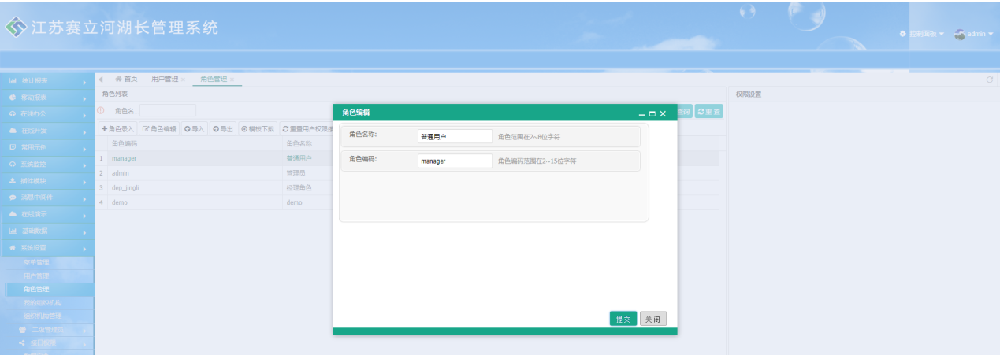 江苏赛立河湖长管理系统
控制面板
admin
首页 用户管理 × 角色管理 ×
角色列表
权限设置
角色名...
查询 重置
角色录入 角色编辑 导入 导出 模板下载 重置用户权限
角色编码 角色名称
1 manager 普通用户
2 admin 管理员
3 dep_jingli 经理角色
4 demo demo
统计报表
移动报表
在线办公
在线开发
常用示例
系统监控
插件模块
消息中间件
在线演示
基础数据
系统设置
菜单管理
用户管理
角色管理
我的组织机构
组织机构管理
二级管理员
接口权限
角色编辑
角色名称: 普通用户 角色范围在2~8位字符
角色编码: manager 角色编码范围在2~15位字符
提交 关闭